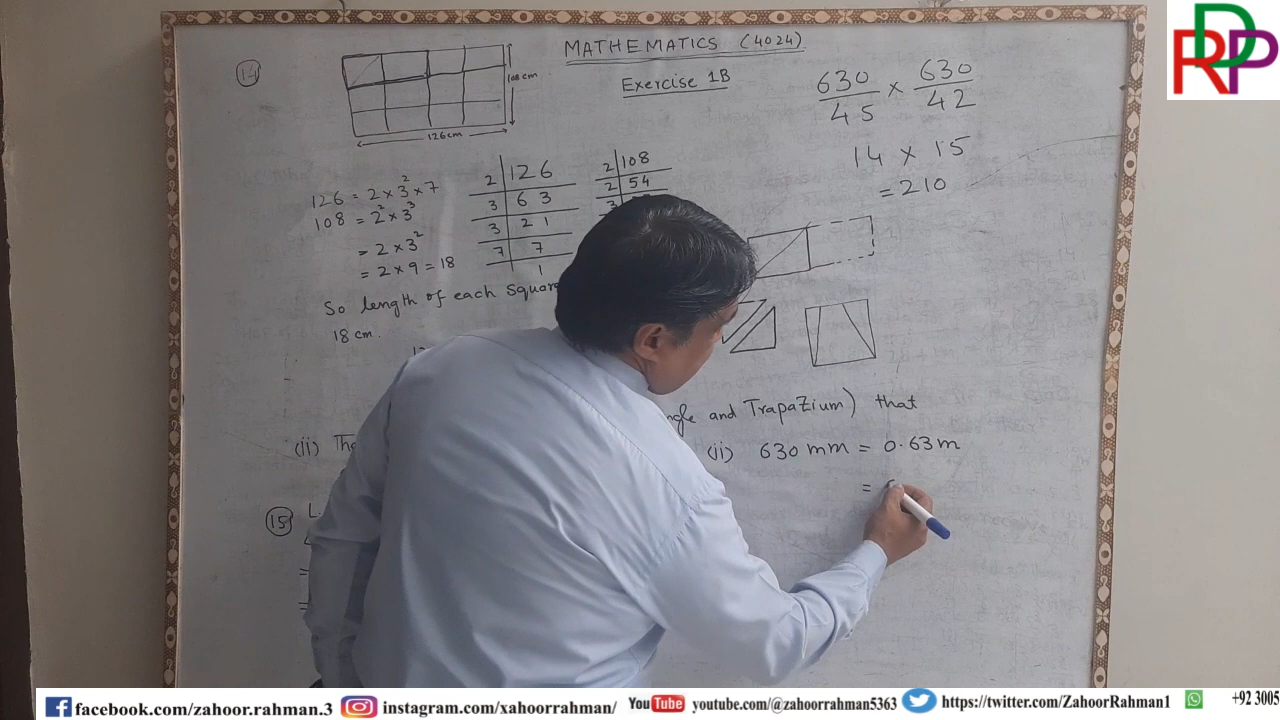 MATHEMATICS (4024)
Exercise 1B
14
108 cm
126 cm
126 = 2 × 3² × 7
108 = 2² × 3³
= 2 × 3²
= 2 × 9 = 18
2 | 126
3 | 63
3 | 21
7 | 7
1
2 | 108
2 | 54
So length of each square
18 cm.
630/45 × 630/42
14 × 15
= 210
and Trapazium) that
(ii)
(ii) 630 mm = 0.63 m
=
15
RDP
facebook.com/zahoor.rahman.3
instagram.com/xahoorrahman/
YouTube youtube.com/@zahoorrahman5363
https://twitter.com/ZahoorRahman1
+92 3005